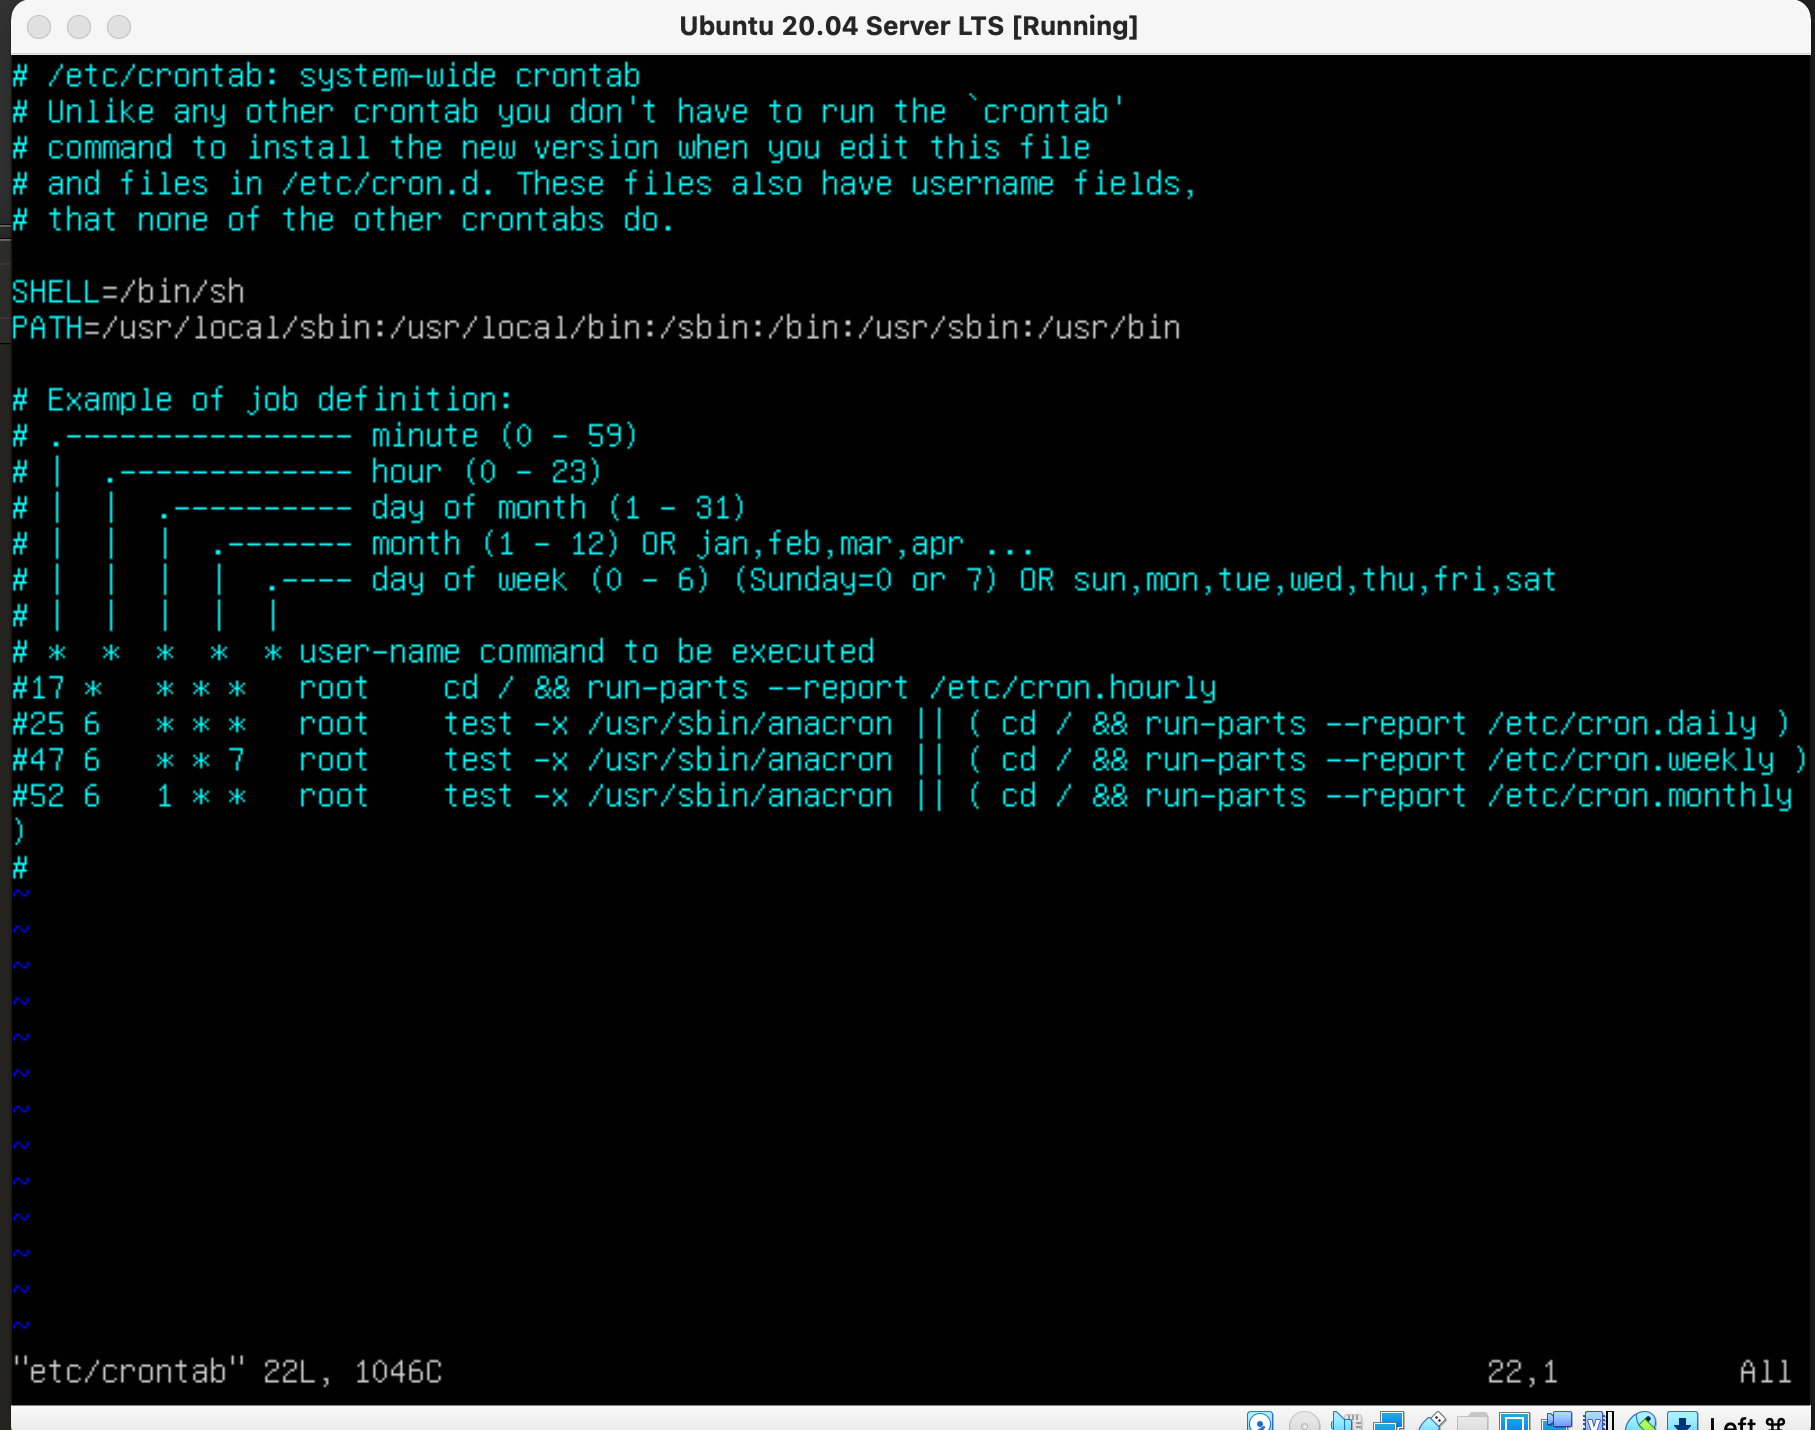 Ubuntu 20.04 Server LTS [Running]
# /etc/crontab: system-wide crontab
# Unlike any other crontab you don't have to run the `crontab'
# command to install the new version when you edit this file
# and files in /etc/cron.d. These files also have username fields,
# that none of the other crontabs do.

SHELL=/bin/sh
PATH=/usr/local/sbin:/usr/local/bin:/sbin:/bin:/usr/sbin:/usr/bin

# Example of job definition:
# .---------------- minute (0 - 59)
# |  .------------- hour (0 - 23)
# |  |  .---------- day of month (1 - 31)
# |  |  |  .------- month (1 - 12) OR jan,feb,mar,apr ...
# |  |  |  |  .---- day of week (0 - 6) (Sunday=0 or 7) OR sun,mon,tue,wed,thu,fri,sat
# |  |  |  |  |
# *  *  *  *  * user-name command to be executed
#17 *   * * *   root    cd / && run-parts --report /etc/cron.hourly
#25 6   * * *   root    test -x /usr/sbin/anacron || ( cd / && run-parts --report /etc/cron.daily )
#47 6   * * 7   root    test -x /usr/sbin/anacron || ( cd / && run-parts --report /etc/cron.weekly )
#52 6   1 * *   root    test -x /usr/sbin/anacron || ( cd / && run-parts --report /etc/cron.monthly
)
#
~
~
~
~
~
~
~
~
~
~
~
~
~
"etc/crontab" 22L, 1046C 22,1 All
Left ⌘